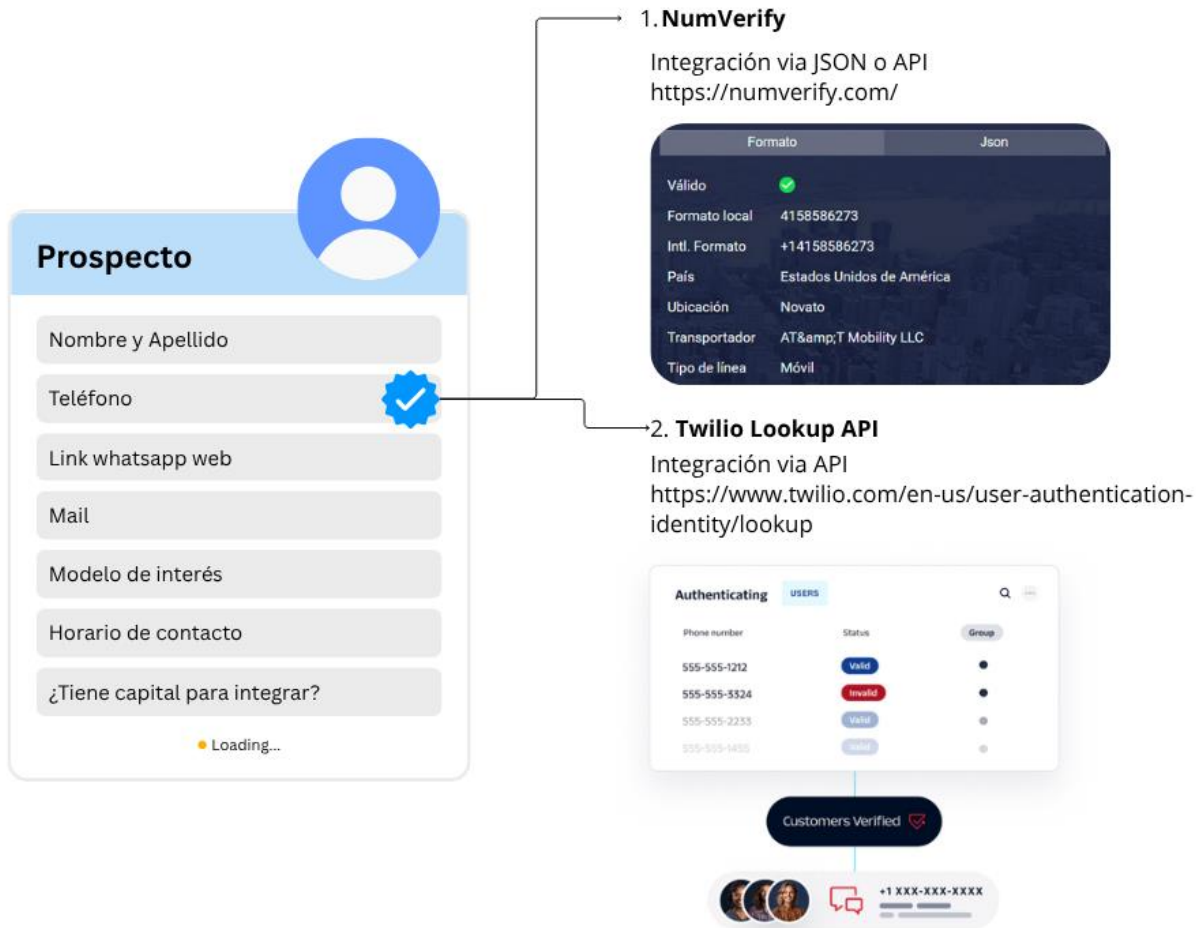 Prospecto
Nombre y Apellido
Teléfono
Link whatsapp web
Mail
Modelo de interés
Horario de contacto
¿Tiene capital para integrar?
Loading...
1. NumVerify
Integración via JSON o API
https://numverify.com/
Formato Json
Válido
Formato local 4158586273
Intl. Formato +14158586273
País Estados Unidos de América
Ubicación Novato
Transportador AT&amp;T Mobility LLC
Tipo de línea Móvil
2. Twilio Lookup API
Integración via API
https://www.twilio.com/en-us/user-authentication-
identity/lookup
Authenticating USERS
Phone number Status Group
555-555-1212 Valid
555-555-3324 Invalid
555-555-2233 Valid
555-555-1455 Valid
Customers Verified
+1 XXX-XXX-XXXX